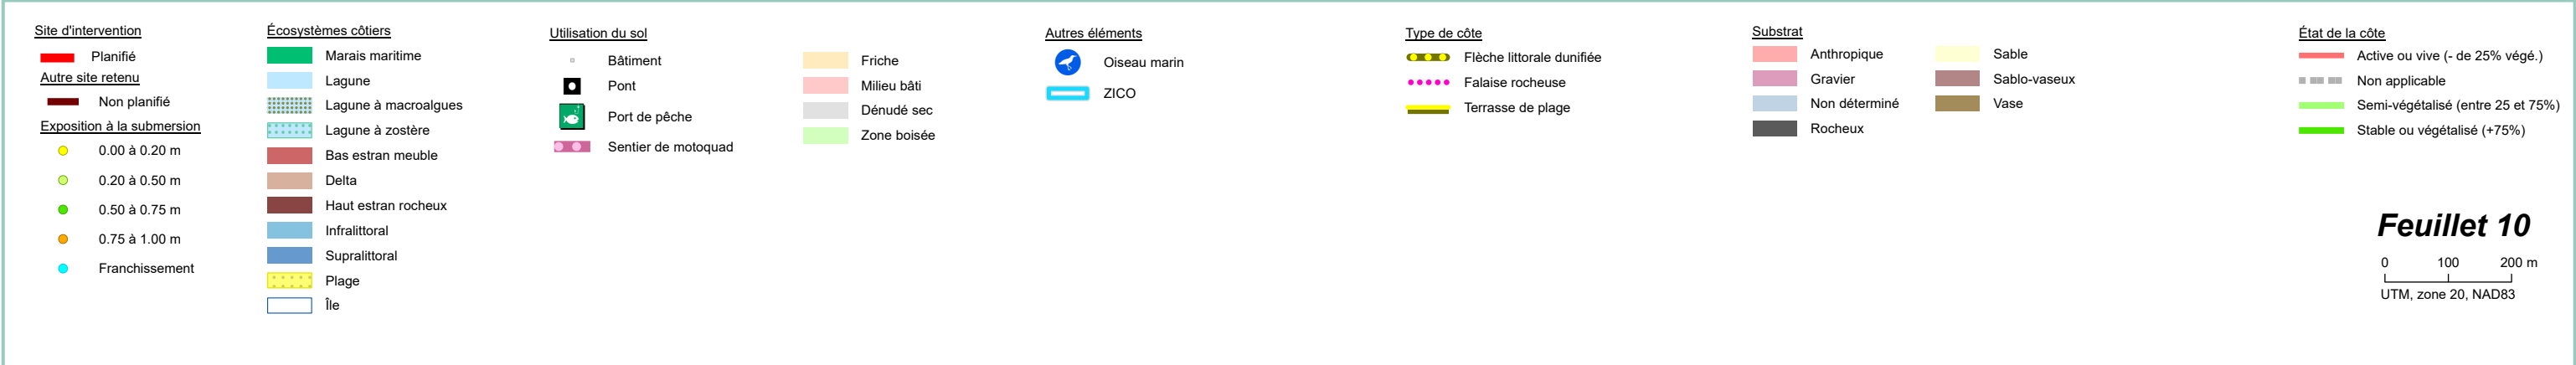 Site d'intervention
Planifié
Autre site retenu
Non planifié
Exposition à la submersion
0.00 à 0.20 m
0.20 à 0.50 m
0.50 à 0.75 m
0.75 à 1.00 m
Franchissement
Écosystèmes côtiers
Marais maritime
Lagune
Lagune à macroalgues
Lagune à zostère
Bas estran meuble
Delta
Haut estran rocheux
Infralittoral
Supralittoral
Plage
Île
Utilisation du sol
Bâtiment
Pont
Port de pêche
Sentier de motoquad
Friche
Milieu bâti
Dénudé sec
Zone boisée
Autres éléments
Oiseau marin
ZICO
Type de côte
Flèche littorale dunifiée
Falaise rocheuse
Terrasse de plage
Substrat
Anthropique
Gravier
Non déterminé
Rocheux
Sable
Sablo-vaseux
Vase
État de la côte
Active ou vive (- de 25% végé.)
Non applicable
Semi-végétalisé (entre 25 et 75%)
Stable ou végétalisé (+75%)
Feuillet 10
0 100 200 m
UTM, zone 20, NAD83